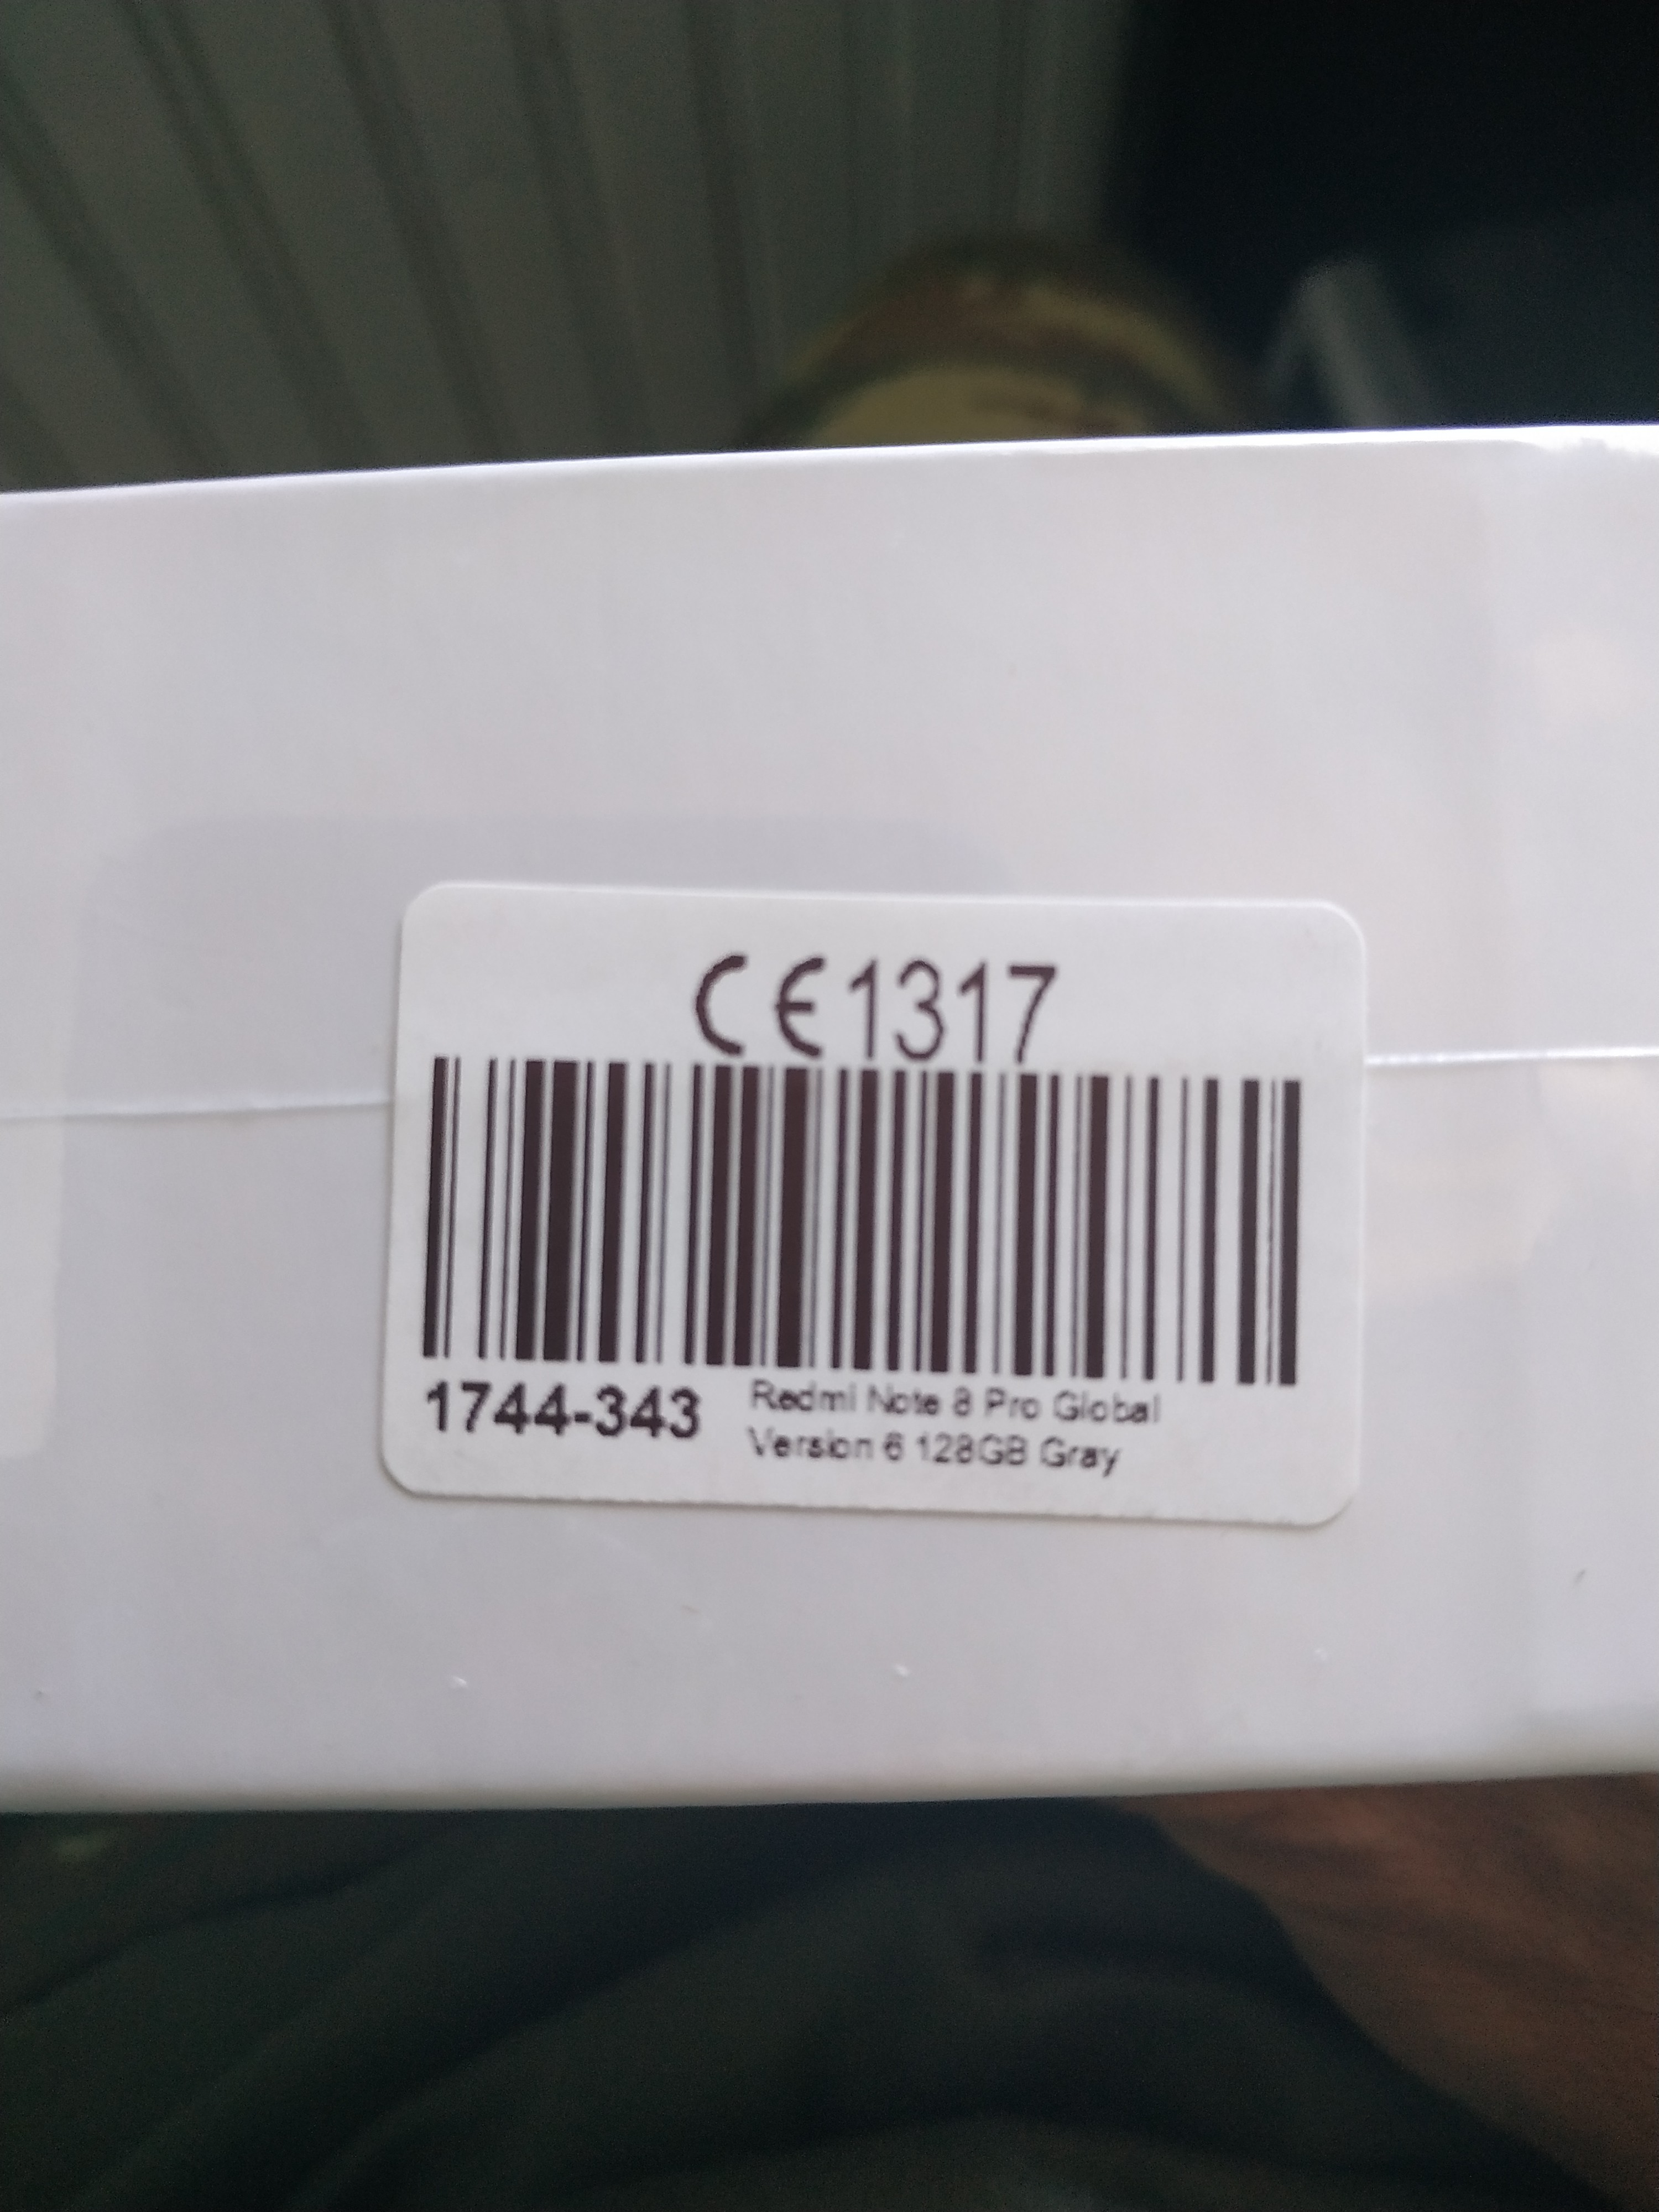 CE1317
1744-343
Redmi Note 8 Pro Global
Version 6 128GB Gray